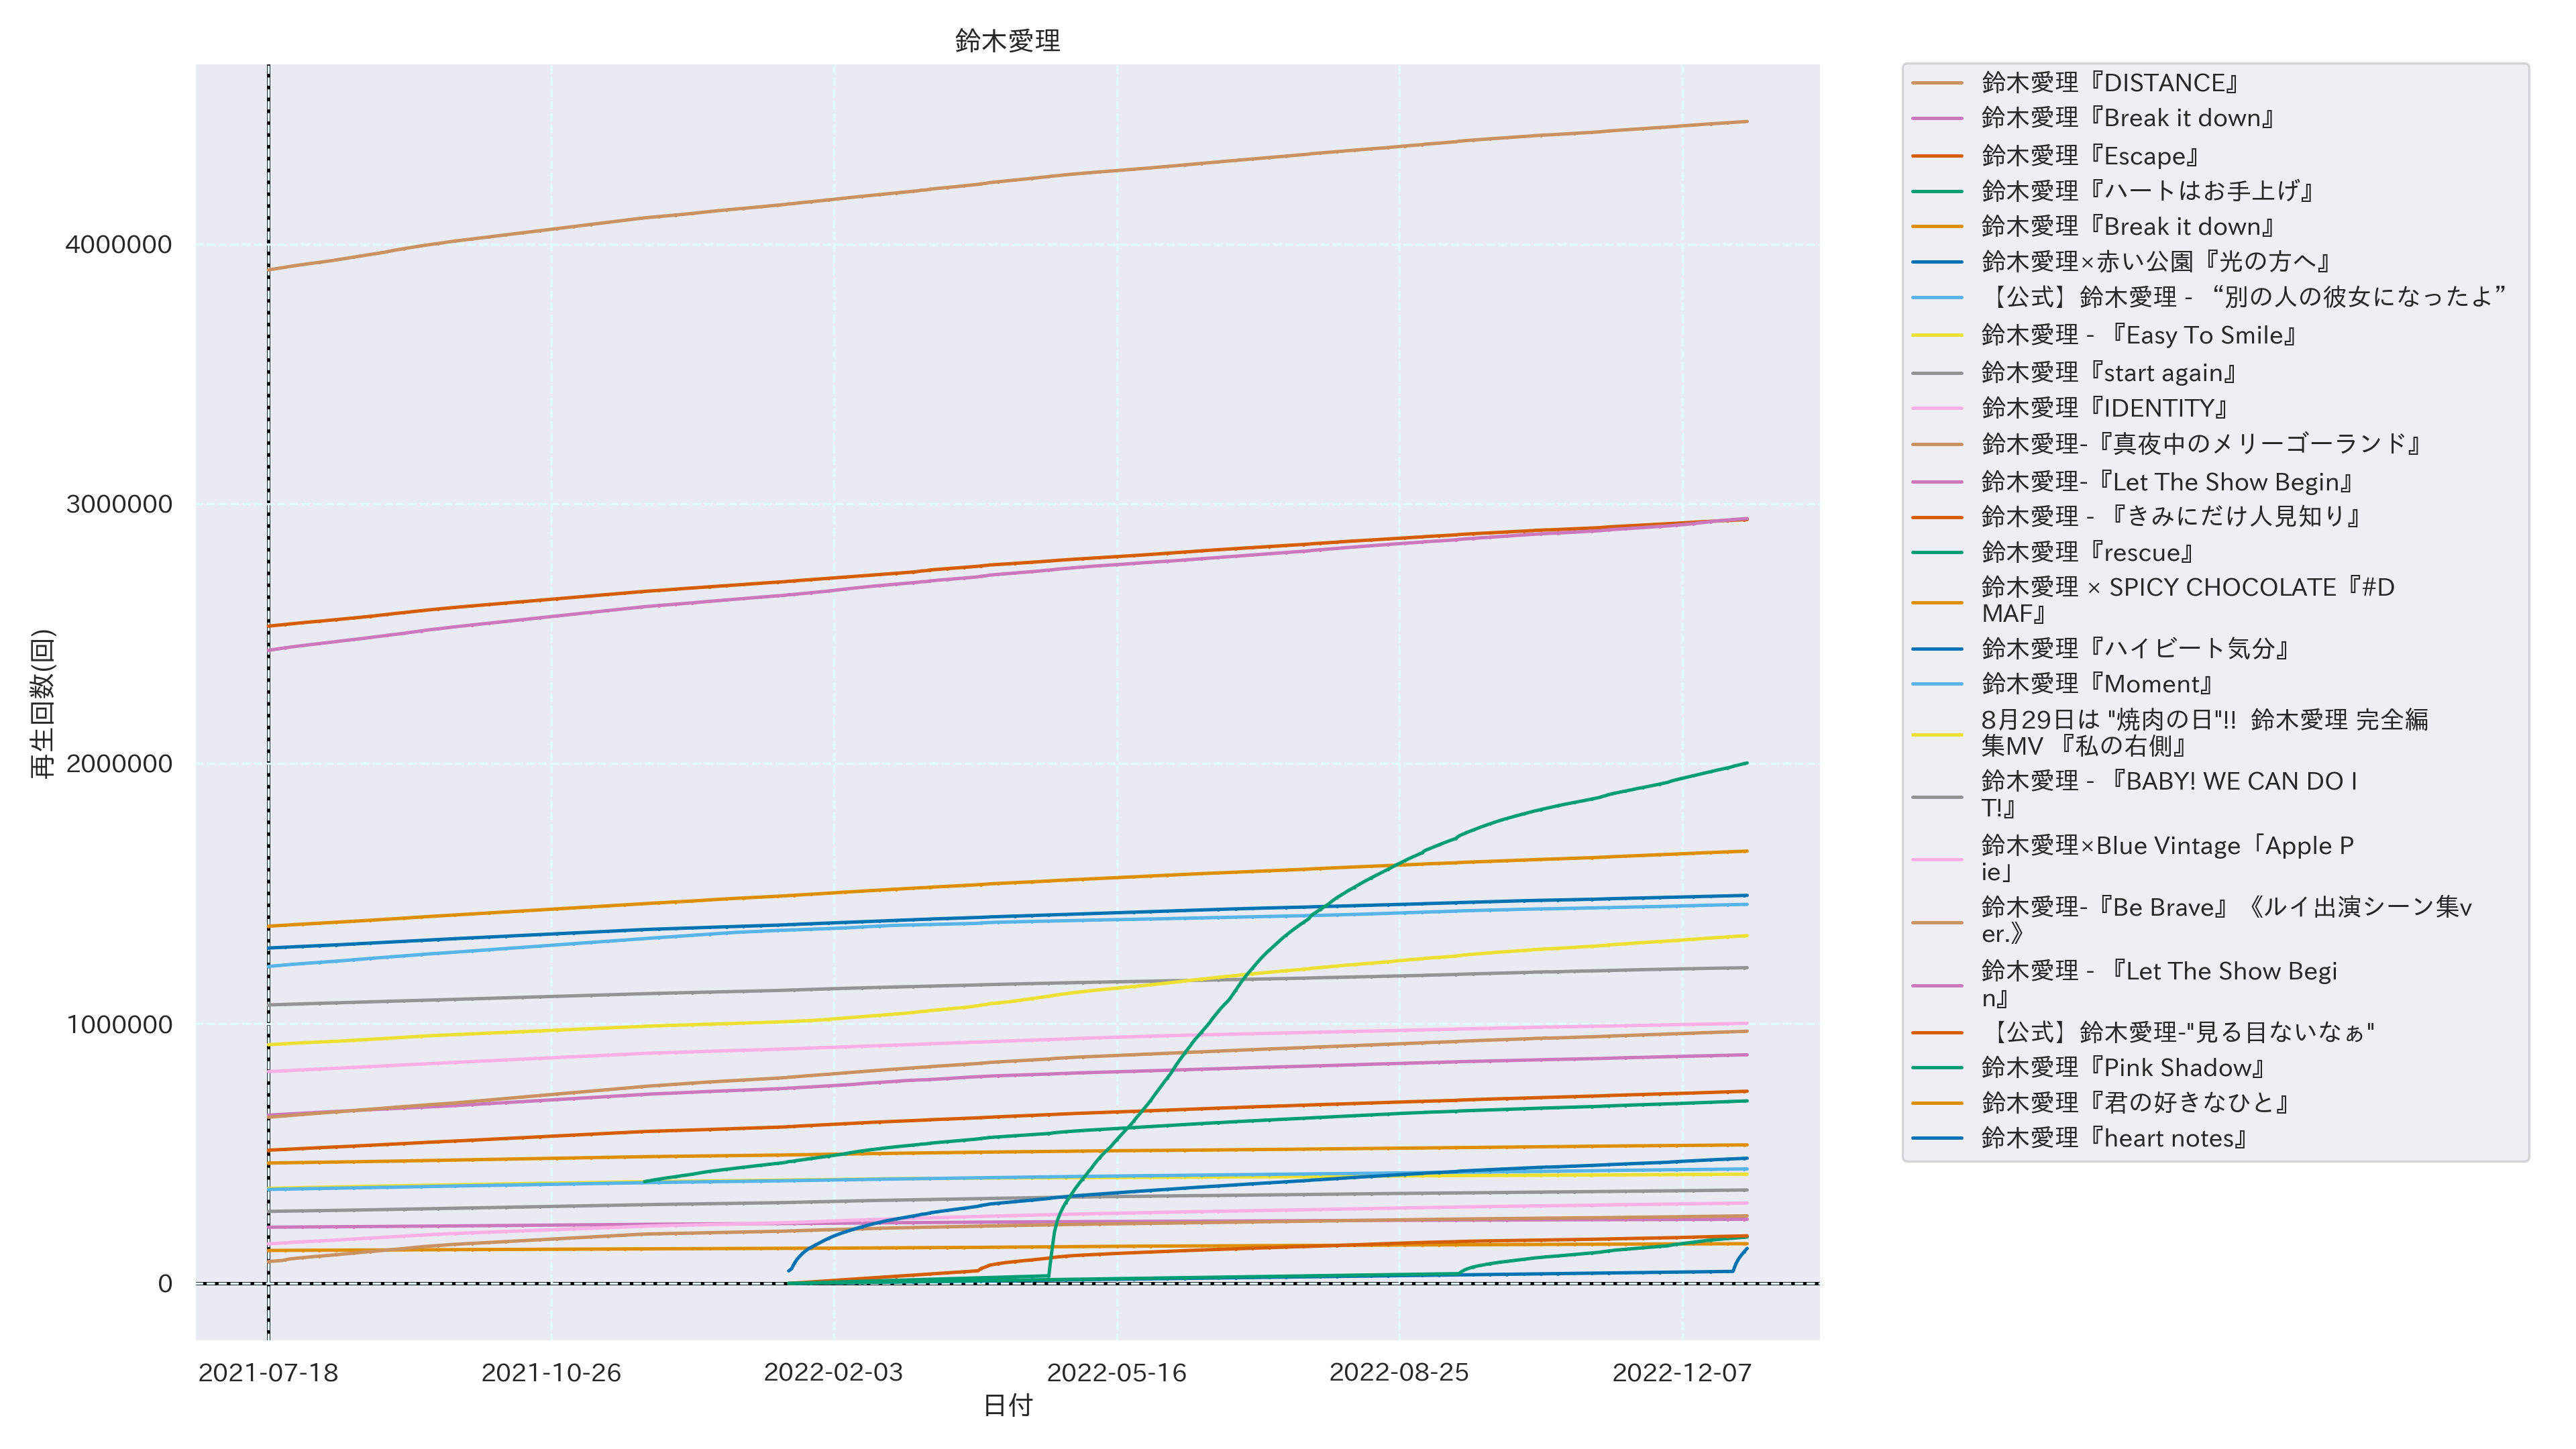 鈴木愛理
再生回数(回)
4000000
3000000
2000000
1000000
0
2021-07-18
2021-10-26
2022-02-03
2022-05-16
2022-08-25
2022-12-07
日付
鈴木愛理『DISTANCE』
鈴木愛理『Break it down』
鈴木愛理『Escape』
鈴木愛理『ハートはお手上げ』
鈴木愛理『Break it down』
鈴木愛理×赤い公園『光の方へ』
【公式】鈴木愛理 - “別の人の彼女になったよ”
鈴木愛理 - 『Easy To Smile』
鈴木愛理『start again』
鈴木愛理『IDENTITY』
鈴木愛理-『真夜中のメリーゴーランド』
鈴木愛理-『Let The Show Begin』
鈴木愛理 - 『きみにだけ人見知り』
鈴木愛理『rescue』
鈴木愛理 × SPICY CHOCOLATE『#D
MAF』
鈴木愛理『ハイビート気分』
鈴木愛理『Moment』
8月29日は "焼肉の日"!! 鈴木愛理 完全編
集MV 『私の右側』
鈴木愛理 - 『BABY! WE CAN DO I
T!』
鈴木愛理×Blue Vintage「Apple P
ie」
鈴木愛理-『Be Brave』《ルイ出演シーン集v
er.》
鈴木愛理 - 『Let The Show Begi
n』
【公式】鈴木愛理-"見る目ないなぁ"
鈴木愛理『Pink Shadow』
鈴木愛理『君の好きなひと』
鈴木愛理『heart notes』